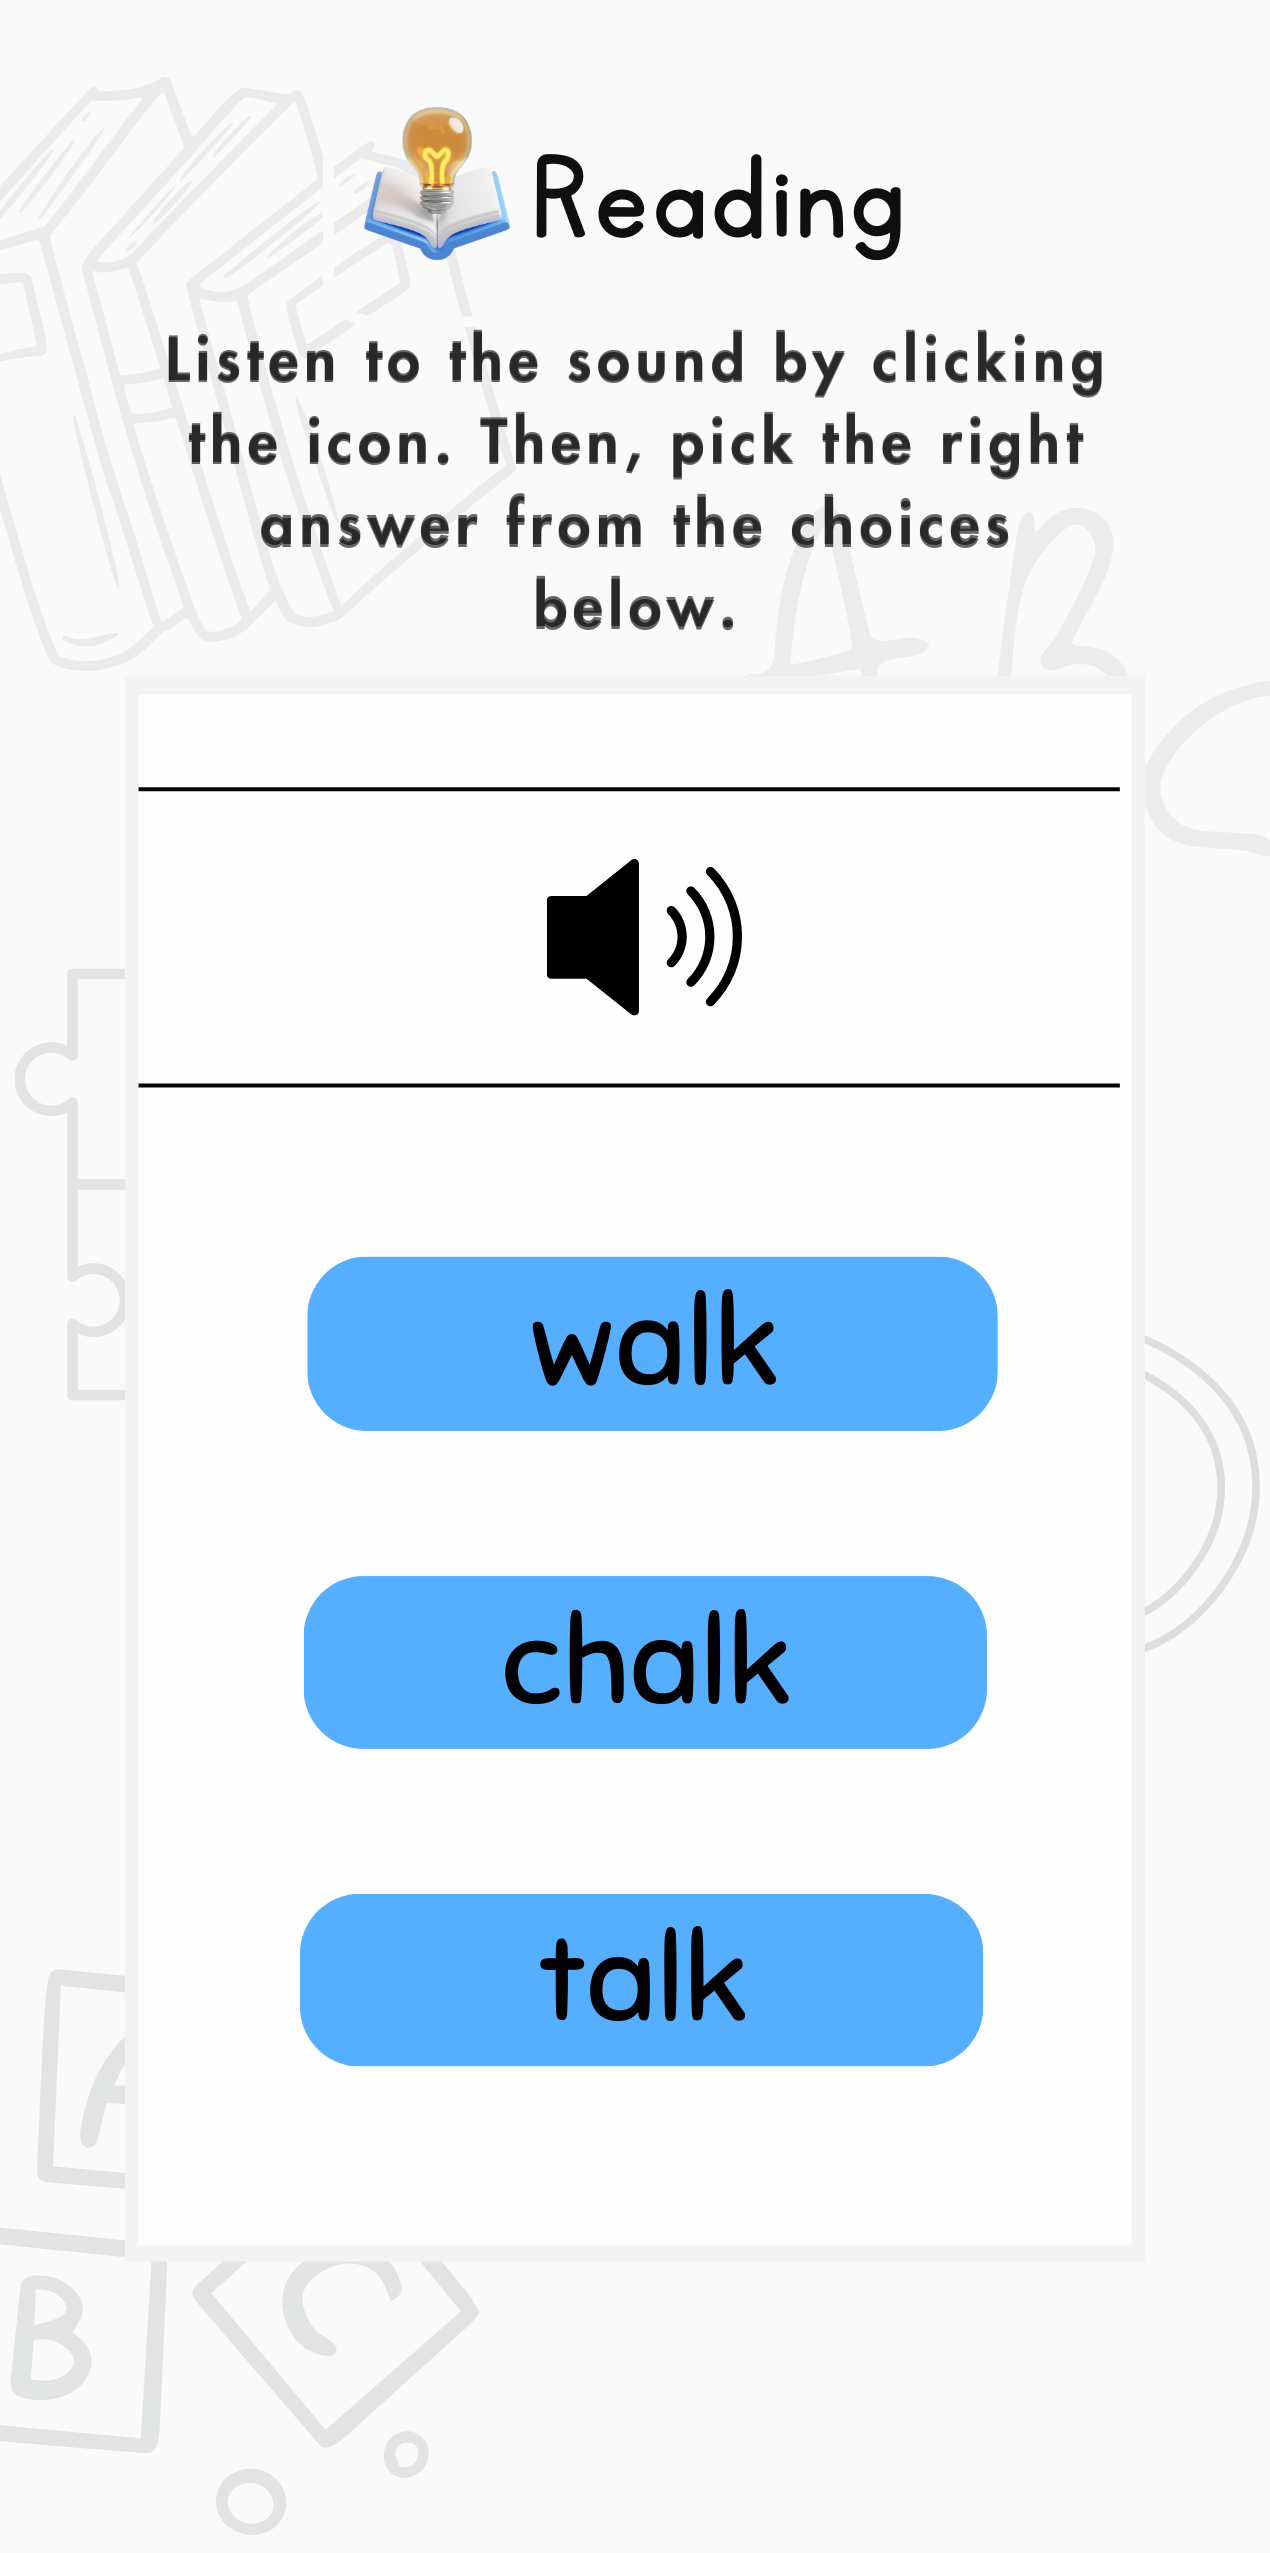 Reading
Listen to the sound by clicking
the icon. Then, pick the right
answer from the choices
below.
A B
walk
chalk
talk
A
B
C